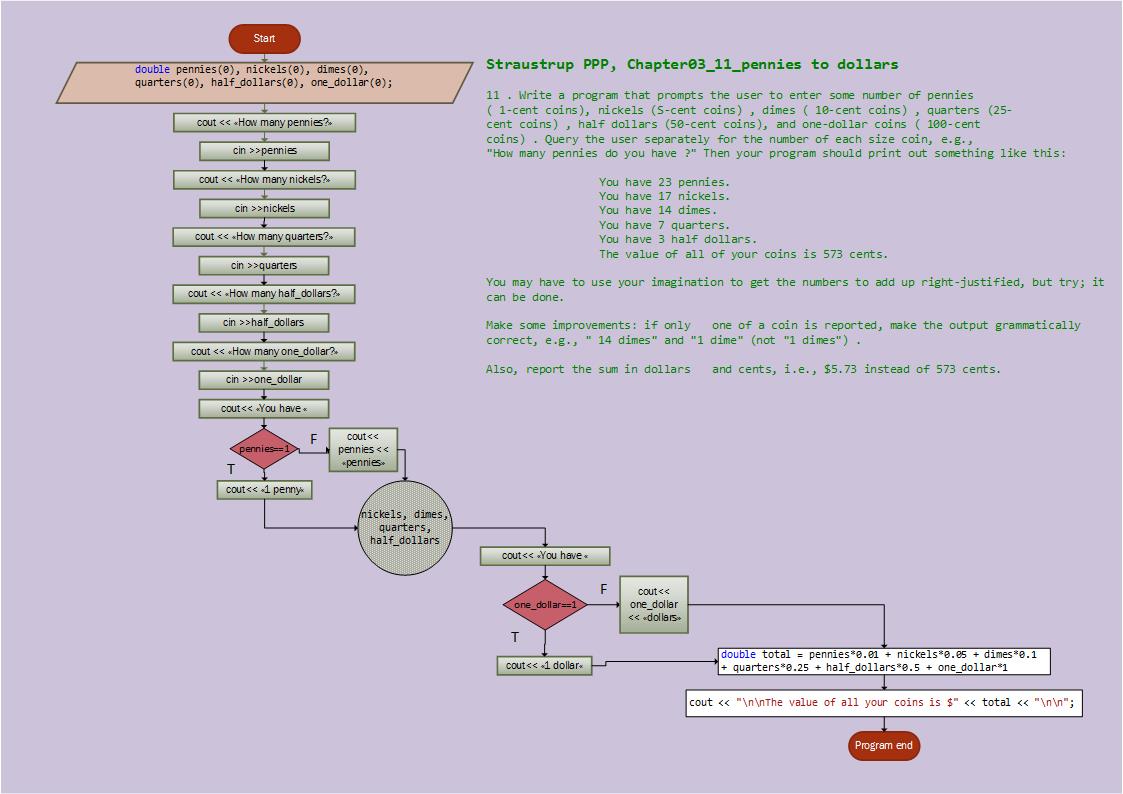 Start
double pennies(0), nickels(0), dimes(0),
quarters(0), half_dollars(0), one_dollar(0);
cout << «How many pennies?»
cin >>pennies
cout << «How many nickels?»
cin >>nickels
cout << «How many quarters?»
cin >>quarters
cout << «How many half_dollars?»
cin >>half_dollars
cout << «How many one_dollar?»
cin >>one_dollar
cout<< «You have «
pennies==1
F
cout<<
pennies <<
«pennies»
T
cout<< «1 penny«
nickels, dimes,
quarters,
half_dollars
cout<< «You have «
one_dollar==1
F
cout<<
one_dollar
<< «dollars»
T
cout<< «1 dollar«
double total = pennies*0.01 + nickels*0.05 + dimes*0.1
+ quarters*0.25 + half_dollars*0.5 + one_dollar*1
cout << "\n\nThe value of all your coins is $" << total << "\n\n";
Program end
Straustrup PPP, Chapter03_11_pennies to dollars
11 . Write a program that prompts the user to enter some number of pennies
( 1-cent coins), nickels (S-cent coins) , dimes ( 10-cent coins) , quarters (25-
cent coins) , half dollars (50-cent coins), and one-dollar coins ( 100-cent
coins) . Query the user separately for the number of each size coin, e.g.,
"How many pennies do you have ?" Then your program should print out something like this:
You have 23 pennies.
You have 17 nickels.
You have 14 dimes.
You have 7 quarters.
You have 3 half dollars.
The value of all of your coins is 573 cents.
You may have to use your imagination to get the numbers to add up right-justified, but try; it
can be done.
Make some improvements: if only one of a coin is reported, make the output grammatically
correct, e.g., " 14 dimes" and "1 dime" (not "1 dimes") .
Also, report the sum in dollars and cents, i.e., $5.73 instead of 573 cents.